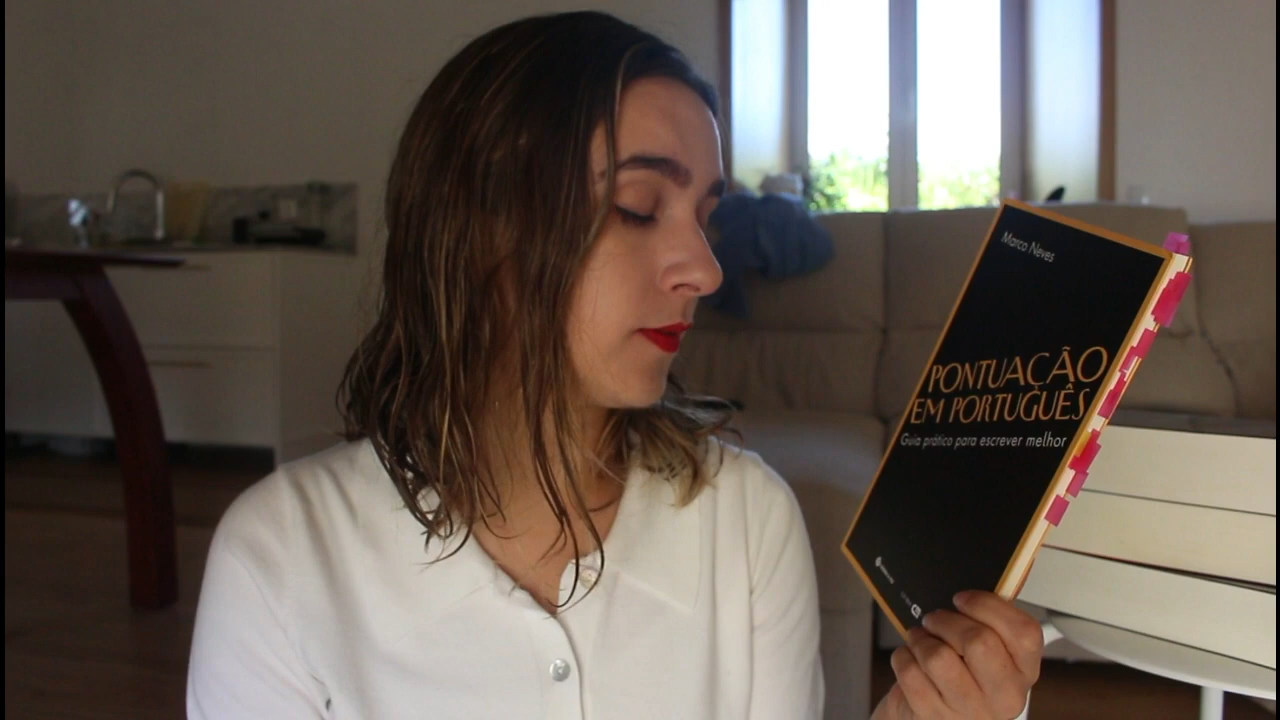 Marco Neves
PONTUAÇÃO
EM PORTUGUÊS
Guia prático para escrever melhor